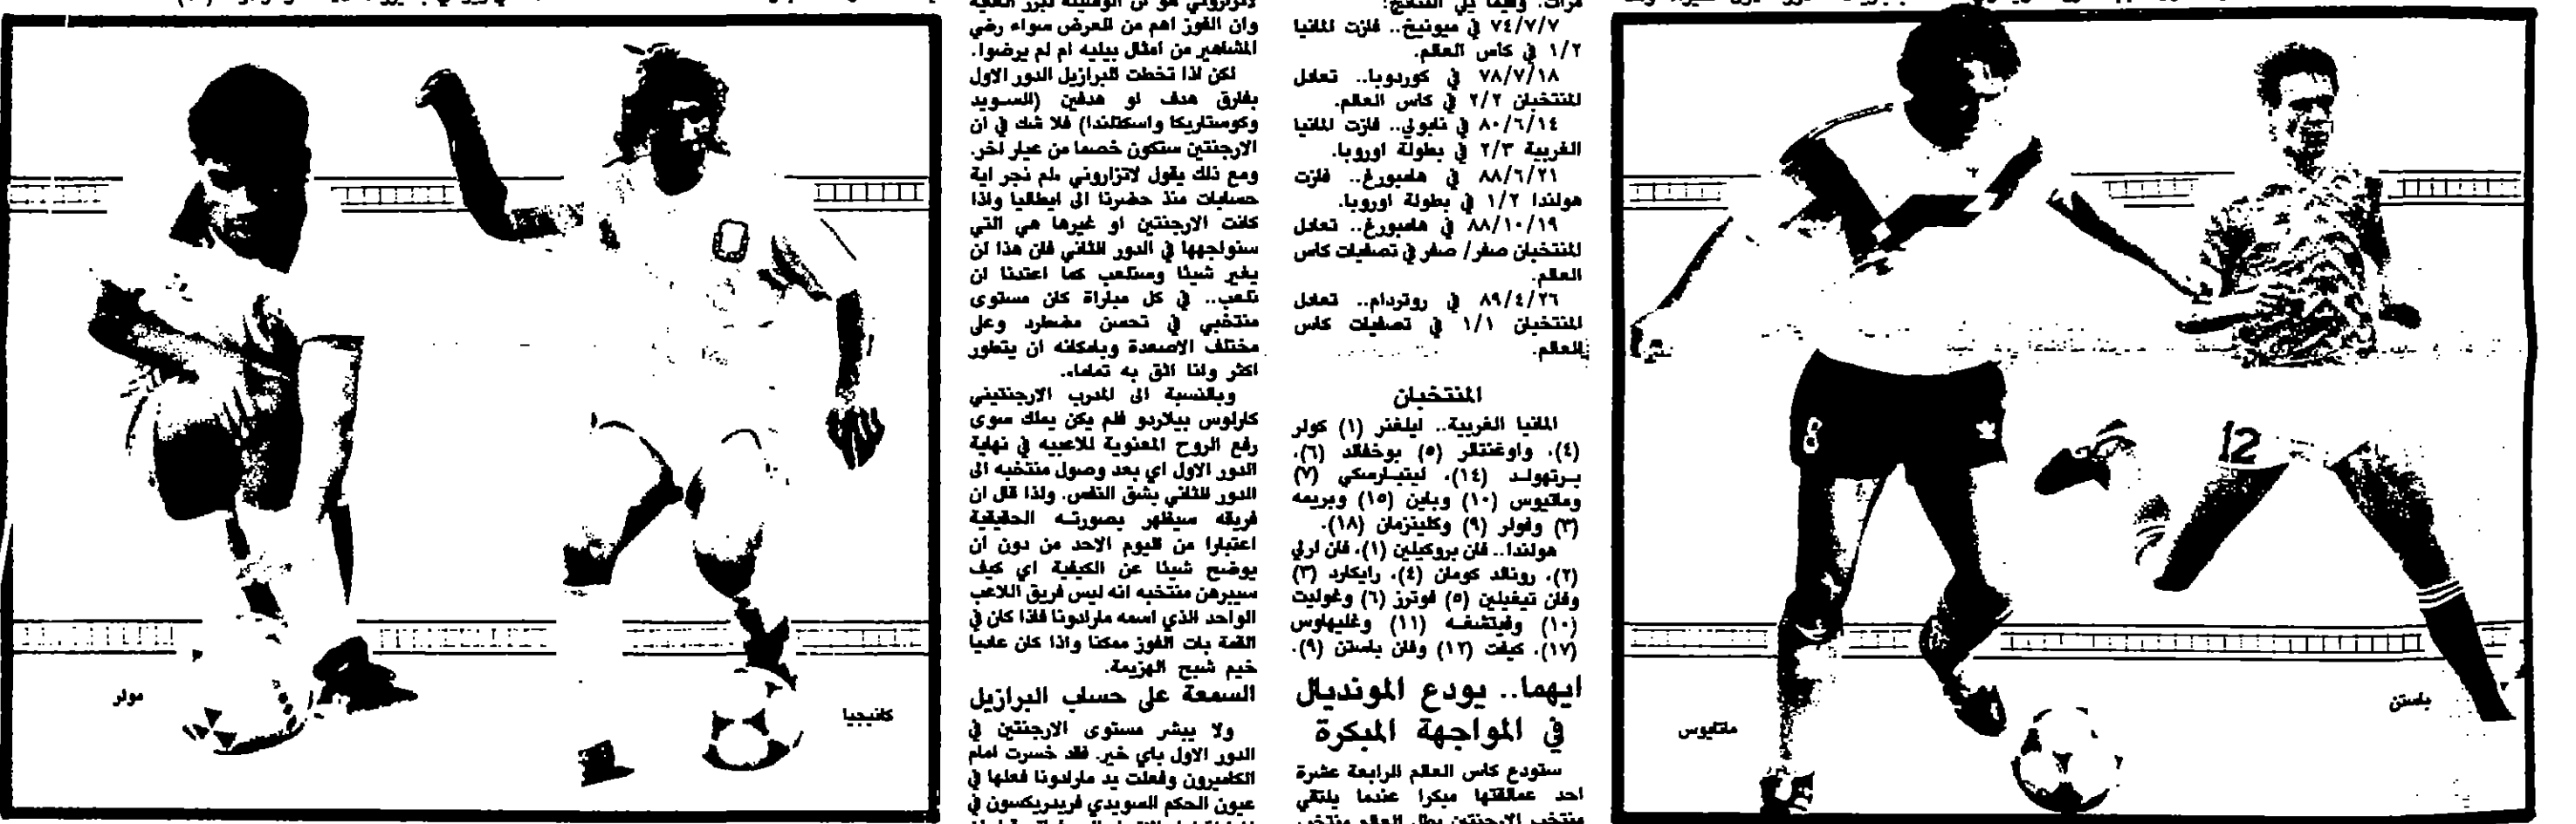 ٧٤/٧/٧ في ميونيخ.. فازت المانيا
١/٢ في كاس العالم.
٧٨/٧/١٨ في كوردوبا.. تعادل
المنتخبان ٢/٢ في كاس العالم.
٨٠/٦/١٤ في نابولي.. فازت المانيا
الغربية ٢/٣ في بطولة اوروبا.
٨٨/٦/٢١ في هامبورغ.. فازت
هولندا ١/٢ في بطولة اوروبا.
٨٨/١٠/١٩ في هامبورغ.. تعادل
المنتخبان صفر/ صفر في تصفيات كاس
العالم.
٨٩/٤/٢٦ في روتردام.. تعادل
المنتخبان ١/١ في تصفيات كاس
العالم.
المنتخبان
المانيا الغربية.. ايلغنر (١) كولر
(٤)، واوغنتالر (٥) بوخفالد (٦)،
برتهولد (١٤)، ليتبارسكي (٧)
وماتيوس (١٠) وباين (١٥) وبريمه
(٣) وفولر (٩) وكلينزمان (١٨).
هولندا.. فان بروكيلين (١)، فان ارلي
(٢)، رونالد كومان (٤)، رايكارد (٣)
وفان تيغيلين (٥) فوترز (٦) وغوليت
(١٠) وفيتشغه (١١) وغليهاوس
(١٧)، كيفت (١٢) وفان باستن (٩).
ايهما.. يودع المونديال
في المواجهة المبكرة
ستودع كاس العالم الرابعة عشرة
احد عمالقتها مبكرا عندما يلتقي
منتخب الارجنتين بطل العالم منتخب
وان الفوز اهم من العرض سواء رضي
المشاهير من امثال بيليه ام لم يرضوا.
لكن اذا تخطت البرازيل الدور الاول
بفارق هدف او هدفين (السويد
وكوستاريكا واسكتلندا) فلا شك في ان
الارجنتين ستكون خصما من عيار اخر.
ومع ذلك يقول لازاروني «لم نجر اية
حسابات منذ حضرنا الى ايطاليا واذا
كانت الارجنتين او غيرها هي التي
سنواجهها في الدور الثاني فان هذا لن
يغير شيئا وسنلعب كما اعتدنا ان
نلعب.. في كل مباراة كان مستوى
منتخبي في تحسن مضطرد وعلى
مختلف الاصعدة وبامكانه ان يتطور
اكثر وانا اثق به تماما».
وبالنسبة الى المدرب الارجنتيني
كارلوس بيلاردو فلم يكن يملك سوى
رفع الروح المعنوية للاعبيه في نهاية
الدور الاول اي بعد وصول منتخبه الى
الدور الثاني بشق النفس. ولذا قال ان
فريقه سيظهر بصورته الحقيقية
اعتبارا من اليوم الاحد من دون ان
يوضح شيئا عن الكيفية اي كيف
سيبرهن منتخبه انه ليس فريق اللاعب
الواحد الذي اسمه مارادونا فاذا كان في
القمة بات الفوز ممكنا واذا كان عاديا
خيم شبح الهزيمة.
السمعة على حساب البرازيل
ولا يبشر مستوى الارجنتين في
الدور الاول باي خير. فقد خسرت امام
الكاميرون وفعلت يد مارادونا فعلها في
عيون الحكم السويدي فريدريكسون في
باستن
12
8
ماتايوس
كانيجيا
مولر